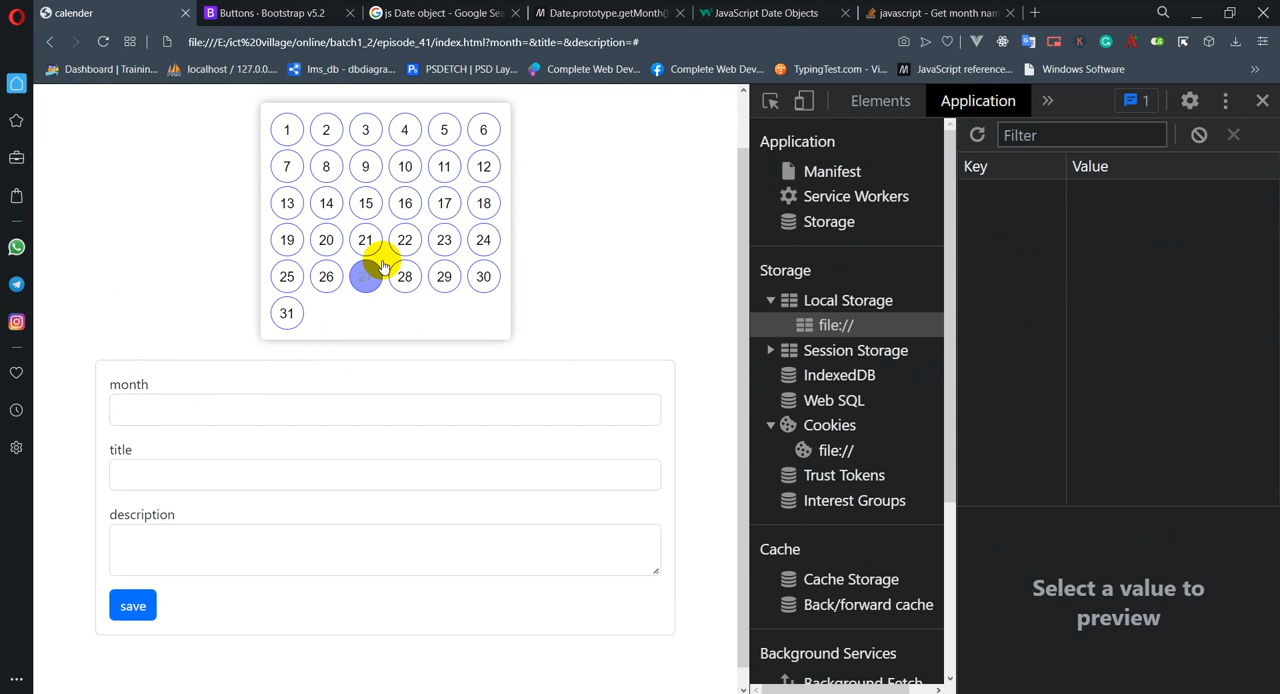 calender
Buttons · Bootstrap v5.2
js Date object - Google Sea
Date.prototype.getMonth()
JavaScript Date Objects
javascript - Get month nam
file:///E:/ict%20village/online/batch1_2/episode_41/index.html?month=&title=&description=#
Dashboard | Trainin...
localhost / 127.0.0....
lms_db - dbdiagra...
PSDETCH | PSD Lay...
Complete Web Dev...
Complete Web Dev...
TypingTest.com - Vi...
JavaScript reference...
Windows Software
1 2 3 4 5 6
7 8 9 10 11 12
13 14 15 16 17 18
19 20 21 22 23 24
25 26 27 28 29 30
31
month
title
description
save
Elements
Application
1
Application
Manifest
Service Workers
Storage
Storage
Local Storage
file://
Session Storage
IndexedDB
Web SQL
Cookies
file://
Trust Tokens
Interest Groups
Cache
Cache Storage
Back/forward cache
Background Services
Background Fetch
Filter
Key
Value
Select a value to
preview